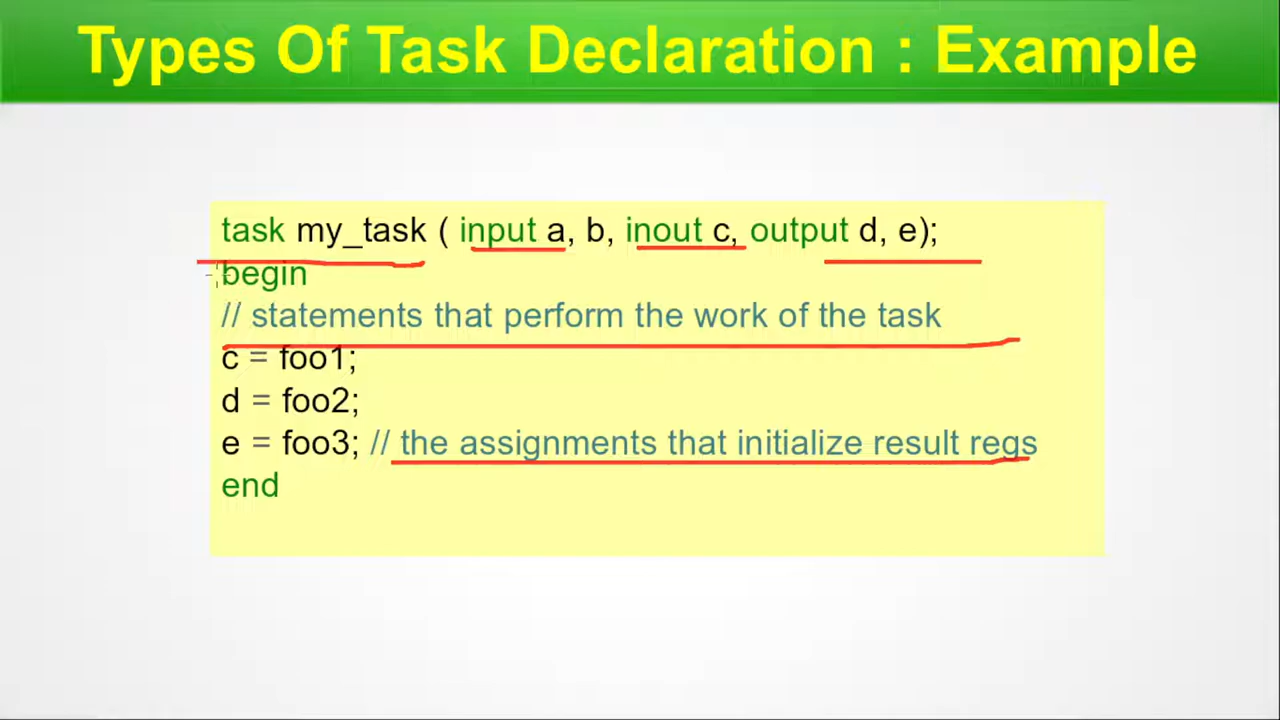 Types Of Task Declaration : Example
task my_task ( input a, b, inout c, output d, e);
begin
// statements that perform the work of the task
c = foo1;
d = foo2;
e = foo3; // the assignments that initialize result regs
end